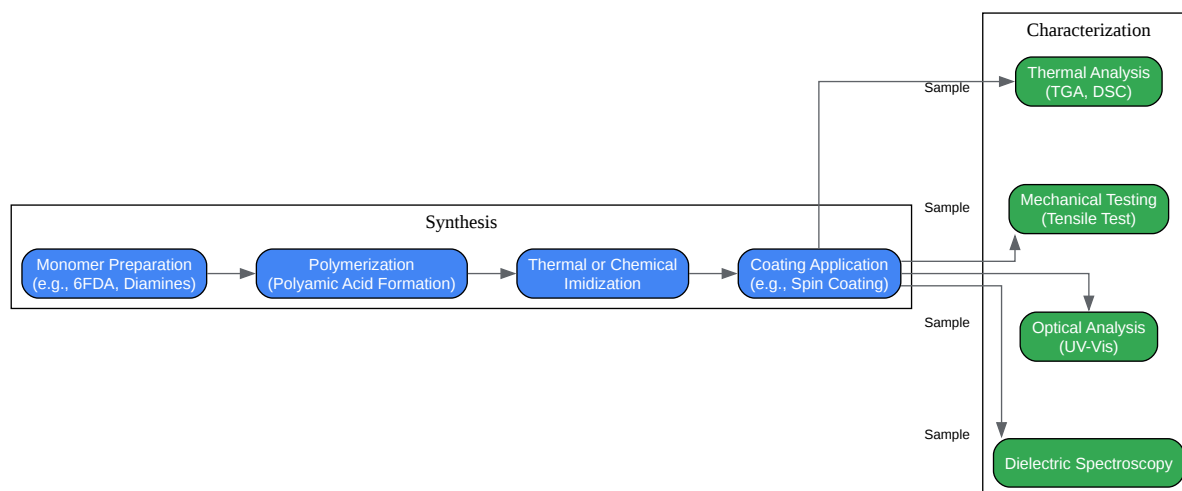 Synthesis
Monomer Preparation
(e.g., 6FDA, Diamines)
Polymerization
(Polyamic Acid Formation)
Thermal or Chemical
Imidization
Coating Application
(e.g., Spin Coating)
Sample
Sample
Sample
Sample
Characterization
Thermal Analysis
(TGA, DSC)
Mechanical Testing
(Tensile Test)
Optical Analysis
(UV-Vis)
Dielectric Spectroscopy